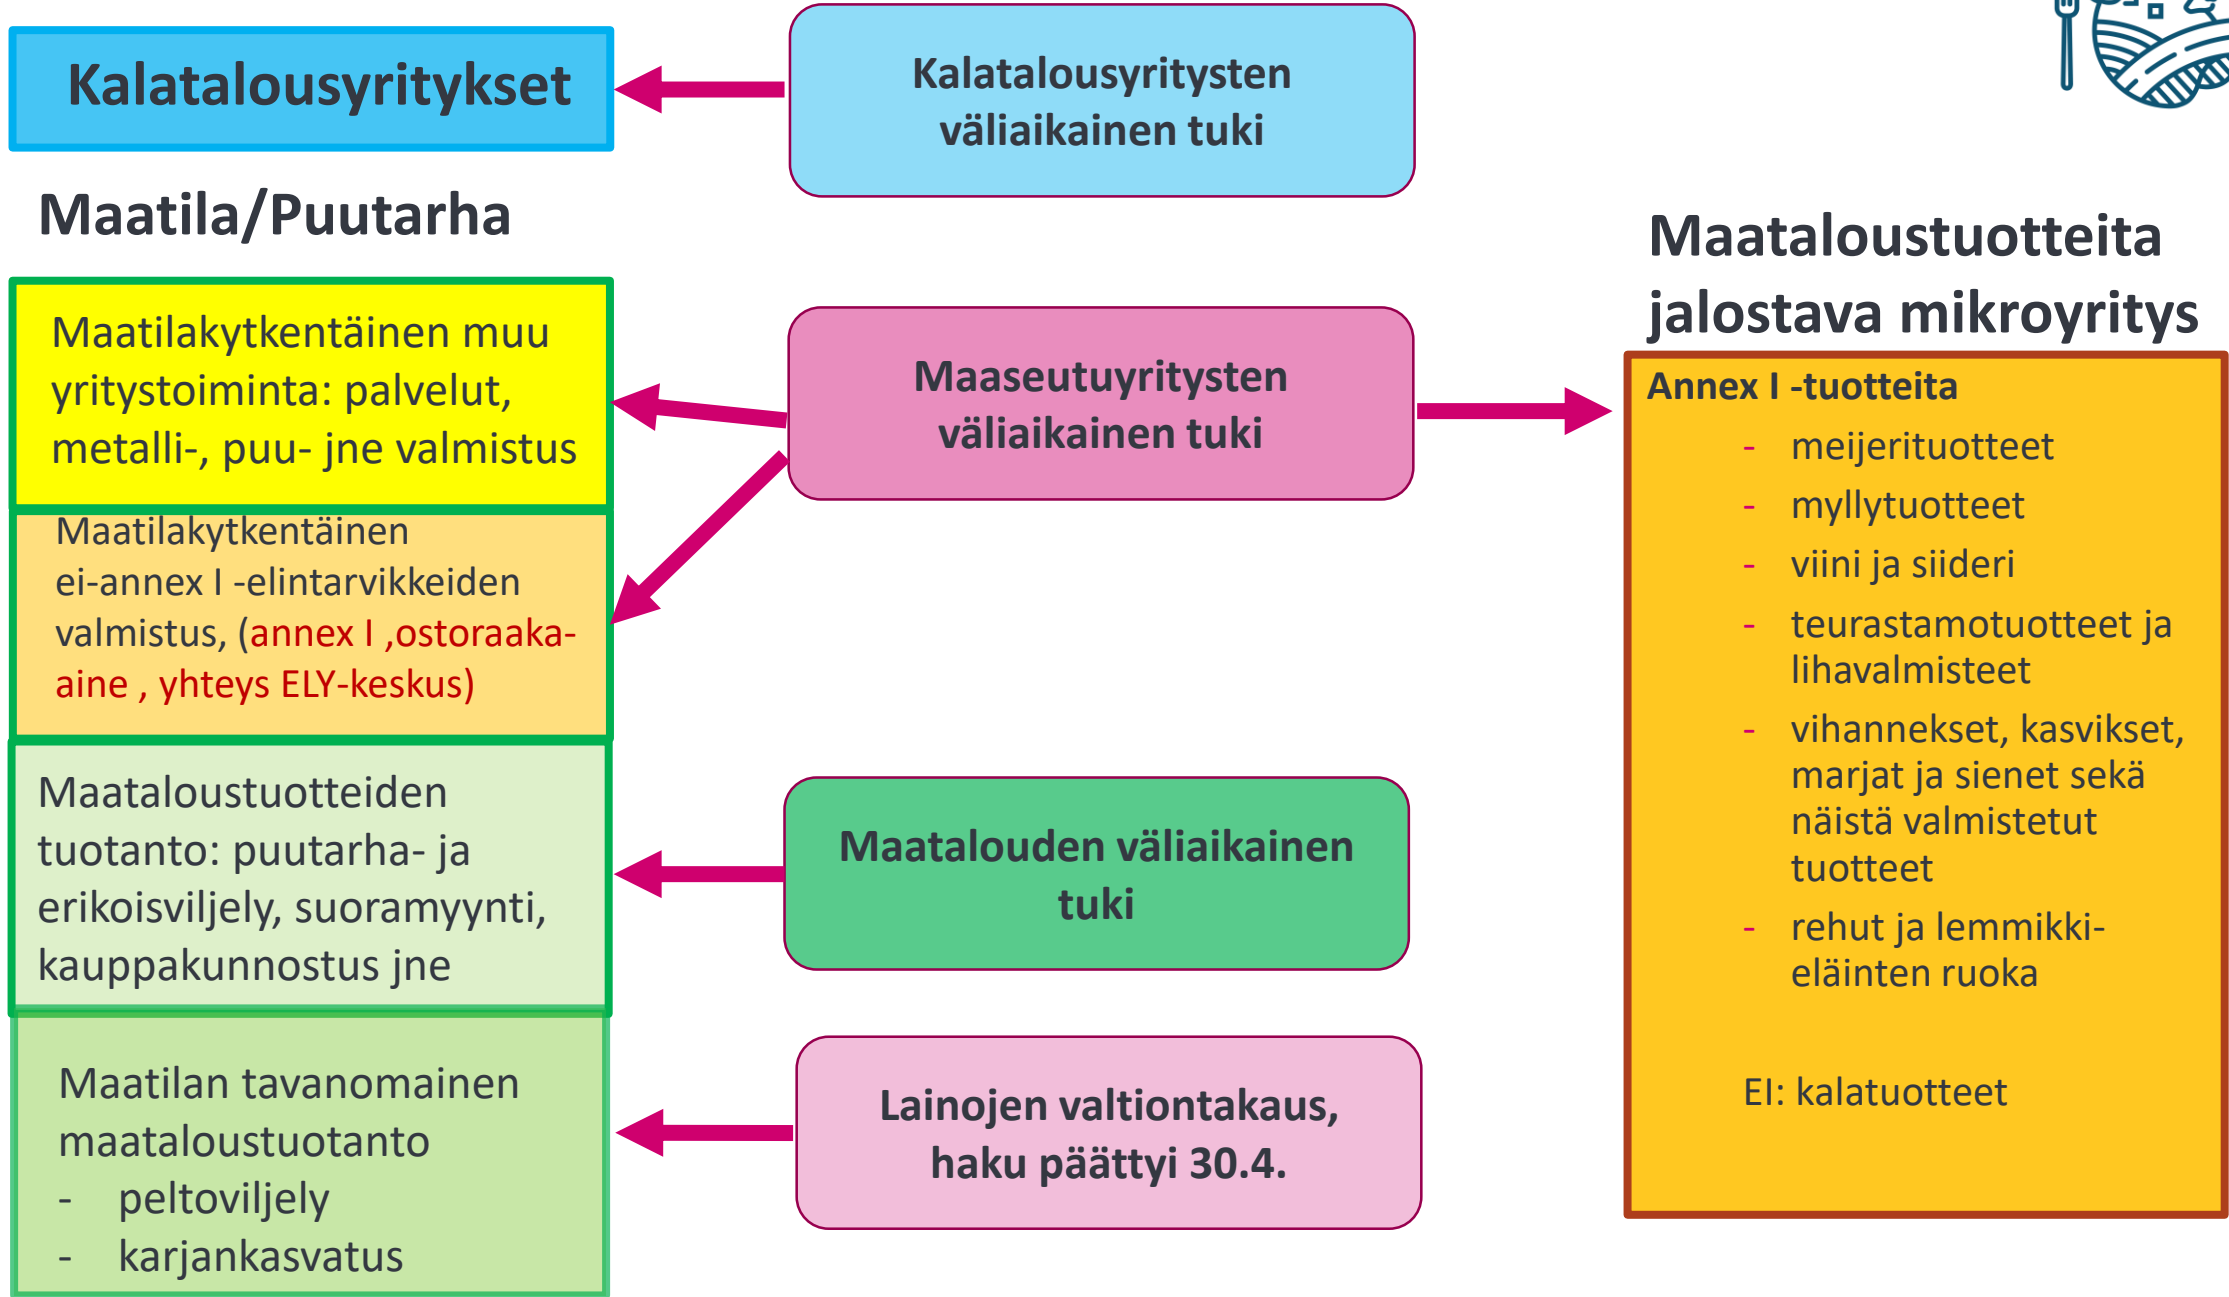 Kalatalousyritykset
Kalatalousyritysten
väliaikainen tuki
Maatila/Puutarha
Maatilakytkentäinen muu
yritystoiminta: palvelut,
metalli-, puu- jne valmistus
Maatilakytkentäinen
ei-annex I -elintarvikkeiden
valmistus, (annex I ,ostoraaka-
aine , yhteys ELY-keskus)
Maataloustuotteiden
tuotanto: puutarha- ja
erikoisviljely, suoramyynti,
kauppakunnostus jne
Maatilan tavanomainen
maataloustuotanto
- peltoviljely
- karjankasvatus
Maaseutuyritysten
väliaikainen tuki
Maatalouden väliaikainen
tuki
Lainojen valtiontakaus,
haku päättyi 30.4.
Maataloustuotteita
jalostava mikroyritys
Annex I -tuotteita
- meijerituotteet
- myllytuotteet
- viini ja siideri
- teurastamotuotteet ja
lihavalmisteet
- vihannekset, kasvikset,
marjat ja sienet sekä
näistä valmistetut
tuotteet
- rehut ja lemmikki-
eläinten ruoka
EI: kalatuotteet